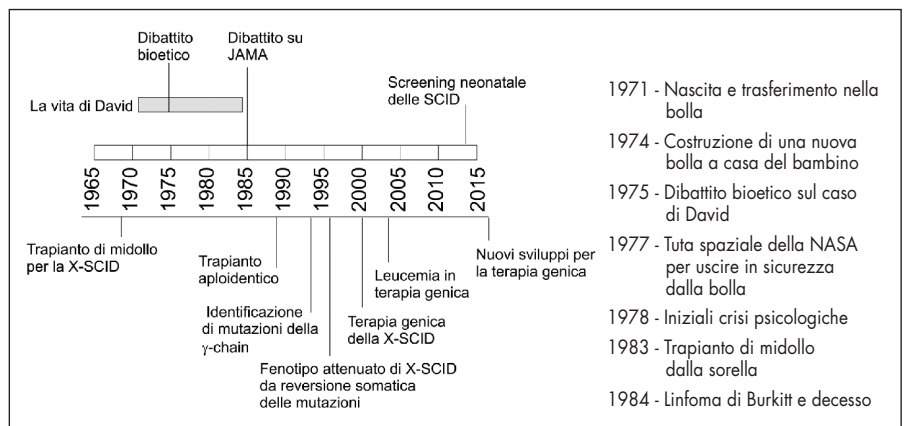 Dibattito
bioetico
Dibattito su
JAMA
Screening neonatale
delle SCID
La vita di David
1965
1970
1975
1980
1985
1990
1995
2000
2005
2010
2015
Trapianto di midollo
per la X-SCID
Trapianto
aploidentico
Identificazione
di mutazioni della
γ-chain
Fenotipo attenuato di X-SCID
da reversione somatica
delle mutazioni
Terapia genica
della X-SCID
Leucemia in
terapia genica
Nuovi sviluppi per
la terapia genica
1971 - Nascita e trasferimento nella
bolla
1974 - Costruzione di una nuova
bolla a casa del bambino
1975 - Dibattito bioetico sul caso
di David
1977 - Tuta spaziale della NASA
per uscire in sicurezza
dalla bolla
1978 - Iniziali crisi psicologiche
1983 - Trapianto di midollo
dalla sorella
1984 - Linfoma di Burkitt e decesso